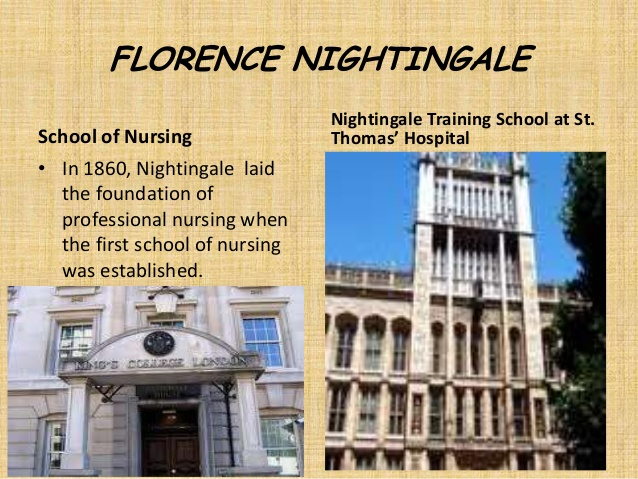 FLORENCE NIGHTINGALE
School of Nursing
• In 1860, Nightingale laid
the foundation of
professional nursing when
the first school of nursing
was established.
Nightingale Training School at St.
Thomas’ Hospital
KING'S COLLEGE LONDON